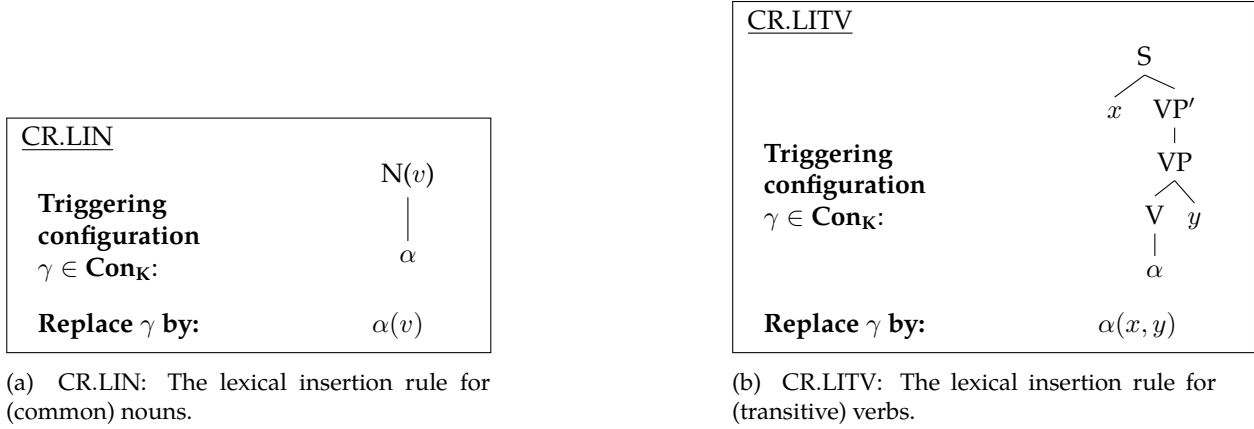 CR.LIN
N(v)
Triggering
configuration
γ ∈ Con_K:
α
Replace γ by:
α(v)
(a) CR.LIN: The lexical insertion rule for
(common) nouns.
CR.LITV
S
x VP′
VP
Triggering
configuration
γ ∈ Con_K:
V y
α
Replace γ by:
α(x, y)
(b) CR.LITV: The lexical insertion rule for
(transitive) verbs.